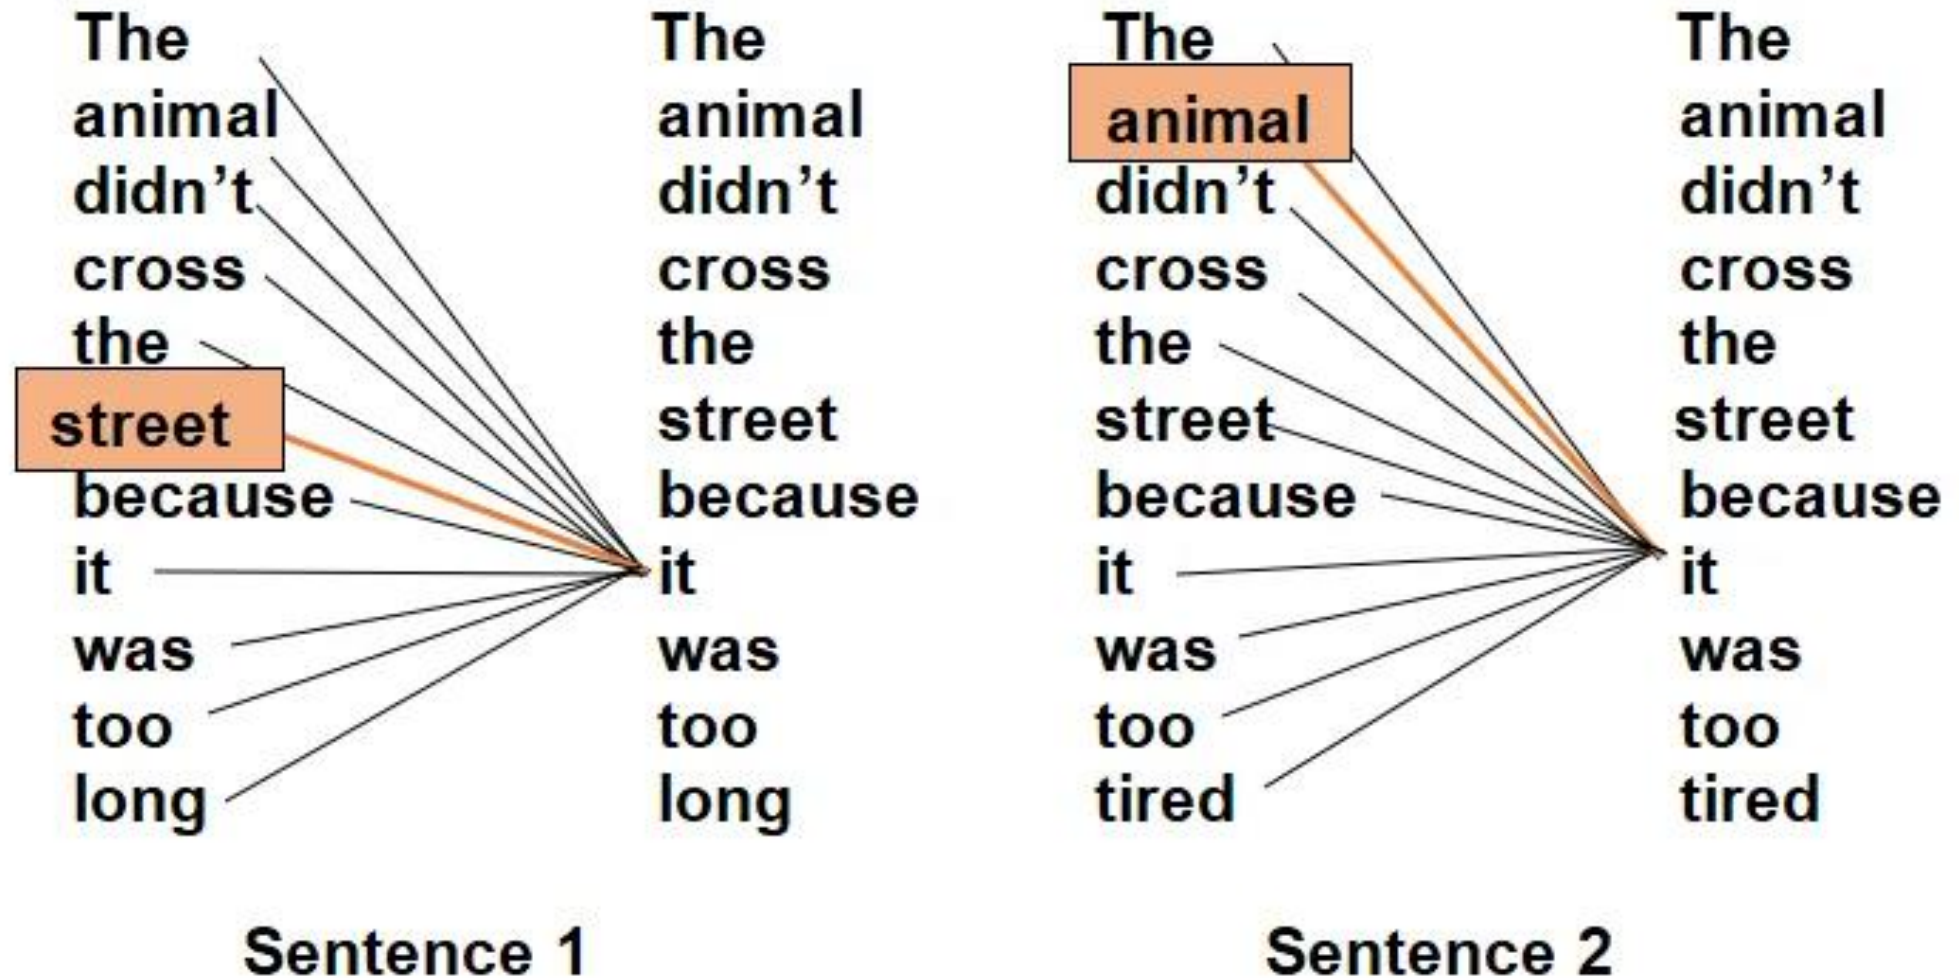 The
animal
didn’t
cross
the
street
because
it
was
too
long
The
animal
didn’t
cross
the
street
because
it
was
too
long
Sentence 1
The
animal
didn’t
cross
the
street
because
it
was
too
tired
The
animal
didn’t
cross
the
street
because
it
was
too
tired
Sentence 2